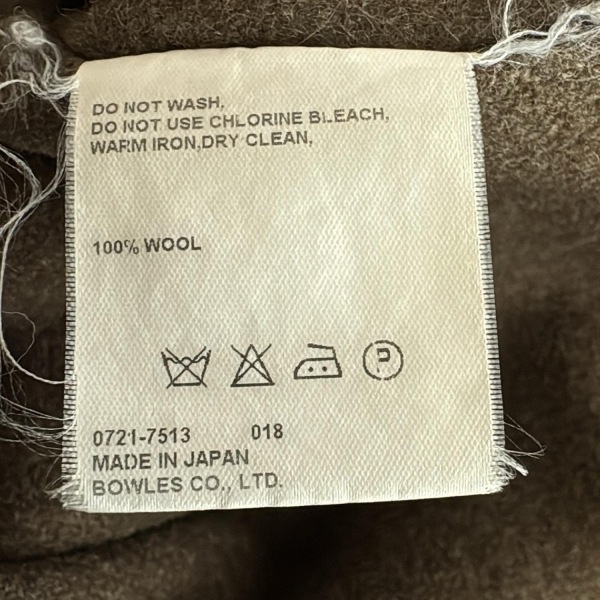 DO NOT WASH,
DO NOT USE CHLORINE BLEACH,
WARM IRON,DRY CLEAN,
100% WOOL
P
0721-7513 018
MADE IN JAPAN
BOWLES CO., LTD.